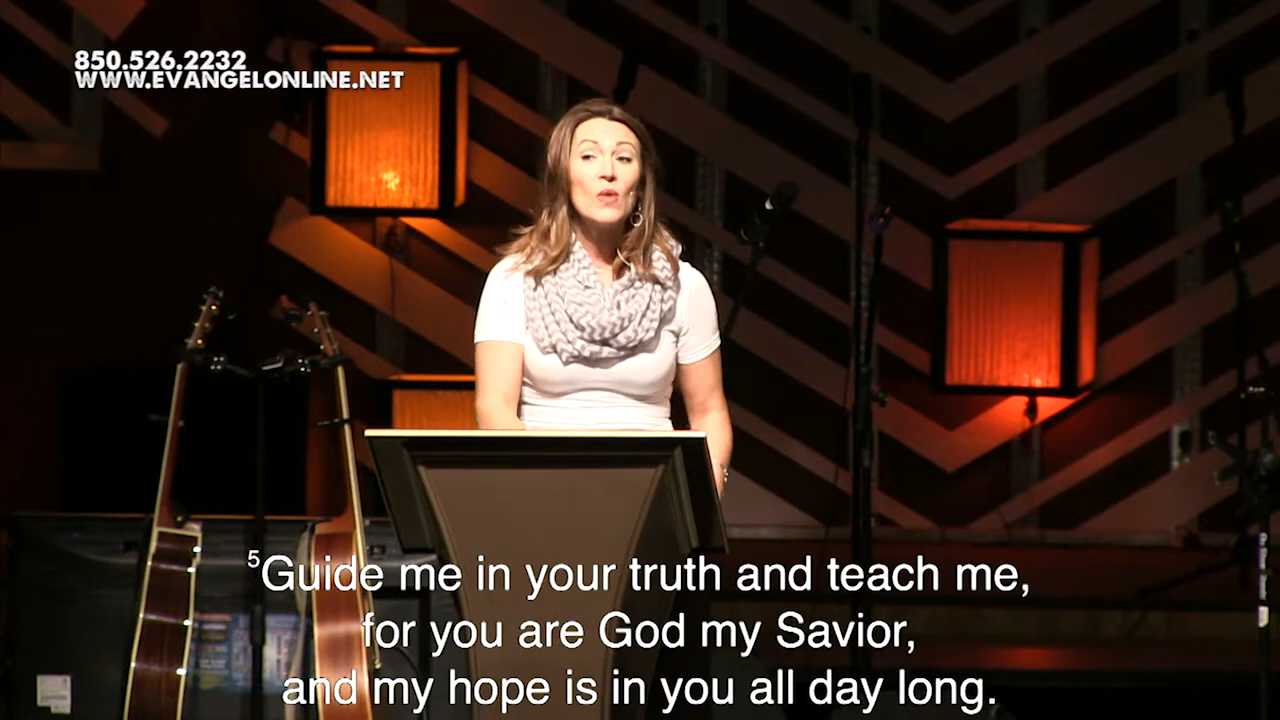 850.526.2232
WWW.EVANGELONLINE.NET
⁵Guide me in your truth and teach me,
for you are God my Savior,
and my hope is in you all day long.